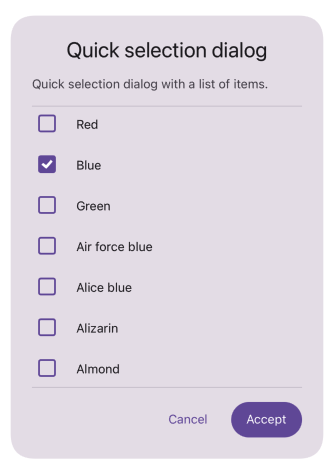 Quick selection dialog
Quick selection dialog with a list of items.
Red
Blue
Green
Air force blue
Alice blue
Alizarin
Almond
Cancel Accept